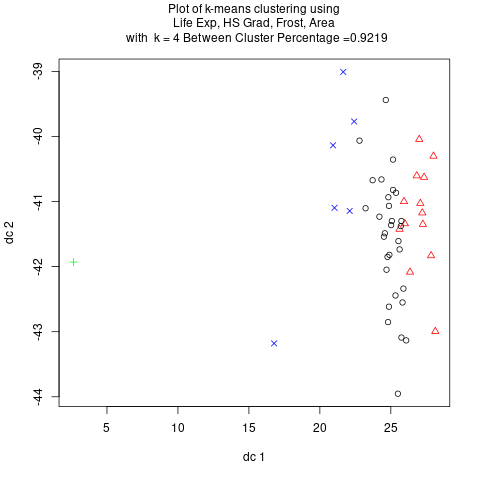 Plot of k-means clustering using
Life Exp, HS Grad, Frost, Area
with k = 4 Between Cluster Percentage =0.9219
-39
-40
-41
-42
-43
-44
dc 2
5 10 15 20 25
dc 1